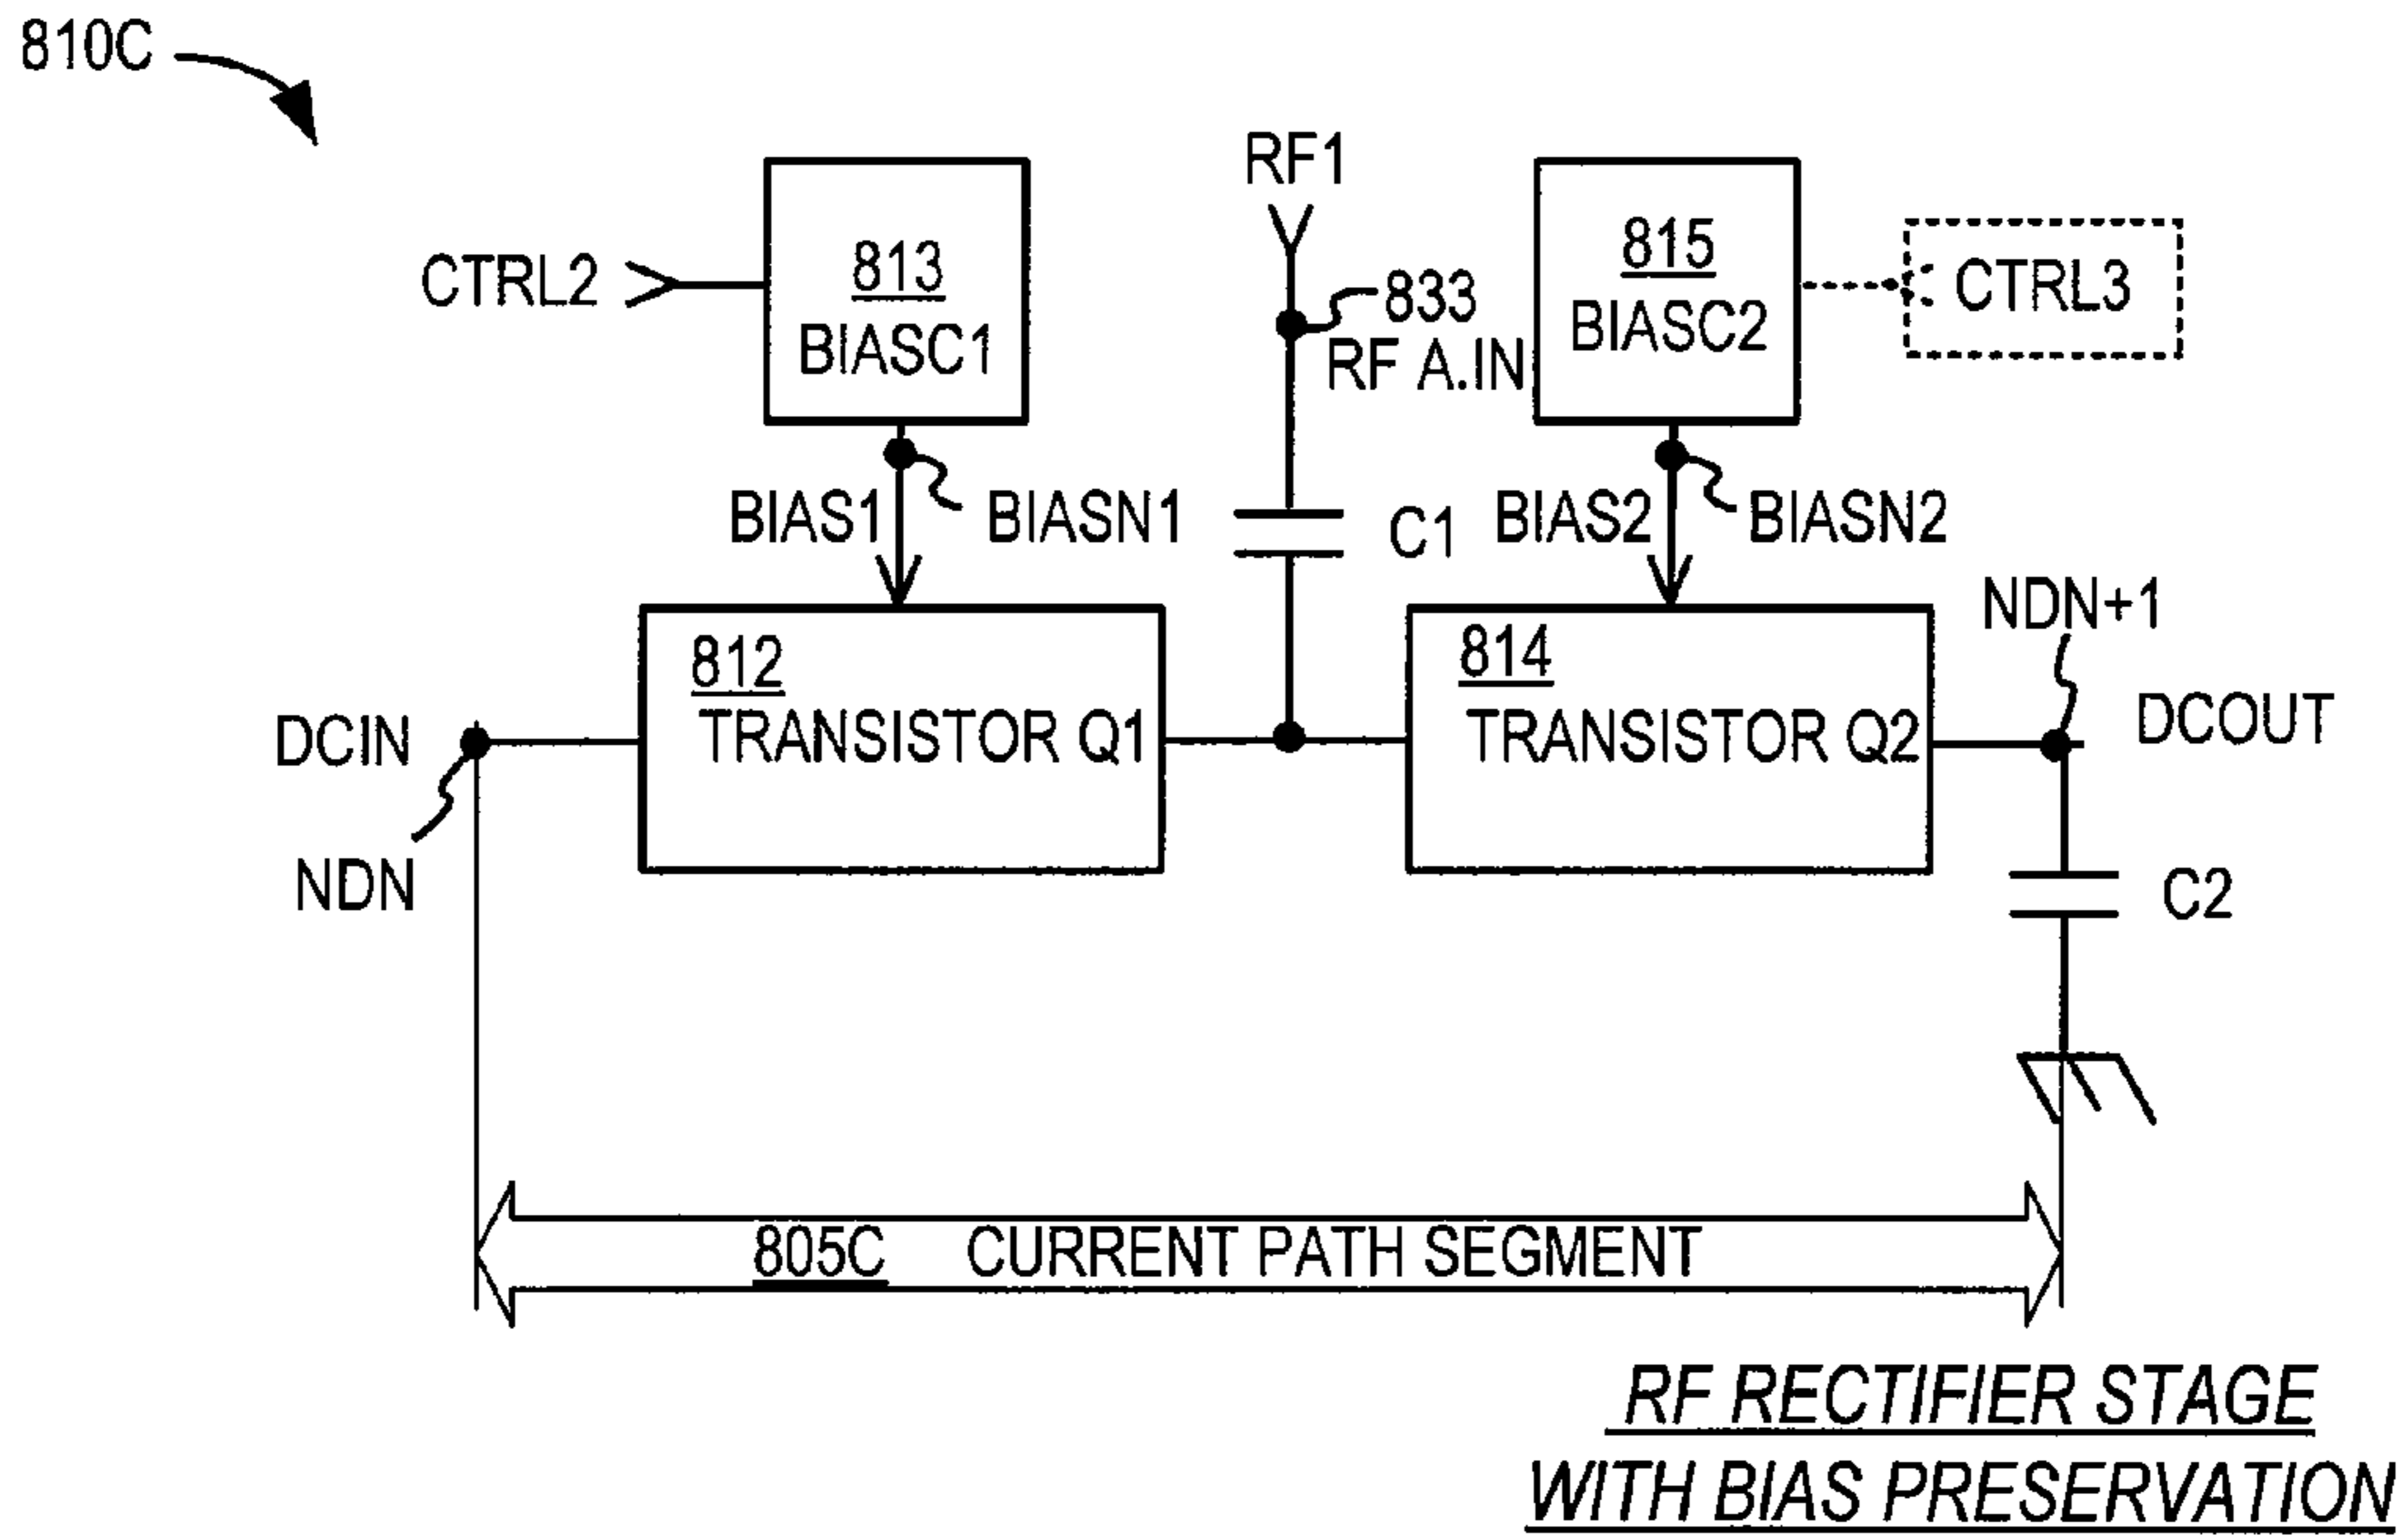 810C
RF1
CTRL2
813
BIASC1
833
RF A.IN
815
BIASC2
CTRL3
BIAS1
BIASN1
C1
BIAS2
BIASN2
NDN+1
812
TRANSISTOR Q1
814
TRANSISTOR Q2
DCIN
DCOUT
NDN
C2
805C CURRENT PATH SEGMENT
RF RECTIFIER STAGE
WITH BIAS PRESERVATION